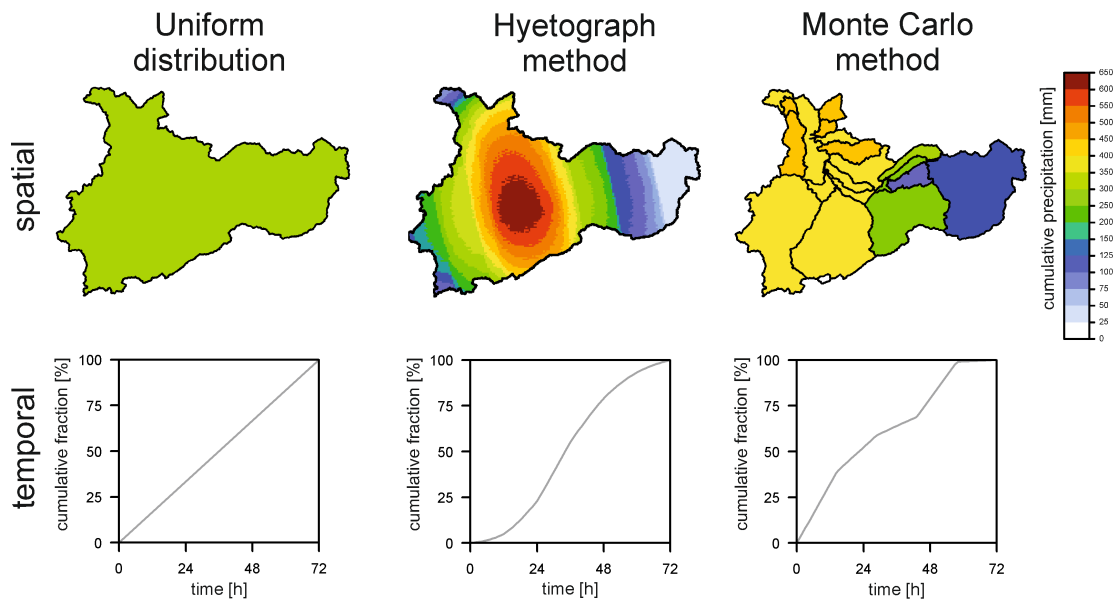 Uniform
distribution
Hyetograph
method
Monte Carlo
method
spatial
cumulative precipitation [mm]
650
600
550
500
450
400
350
300
250
200
150
100
75
50
25
0
temporal
cumulative fraction [%]
100
75
50
25
0
0 24 48 72
time [h]
cumulative fraction [%]
100
75
50
25
0
0 24 48 72
time [h]
cumulative fraction [%]
100
75
50
25
0
0 24 48 72
time [h]